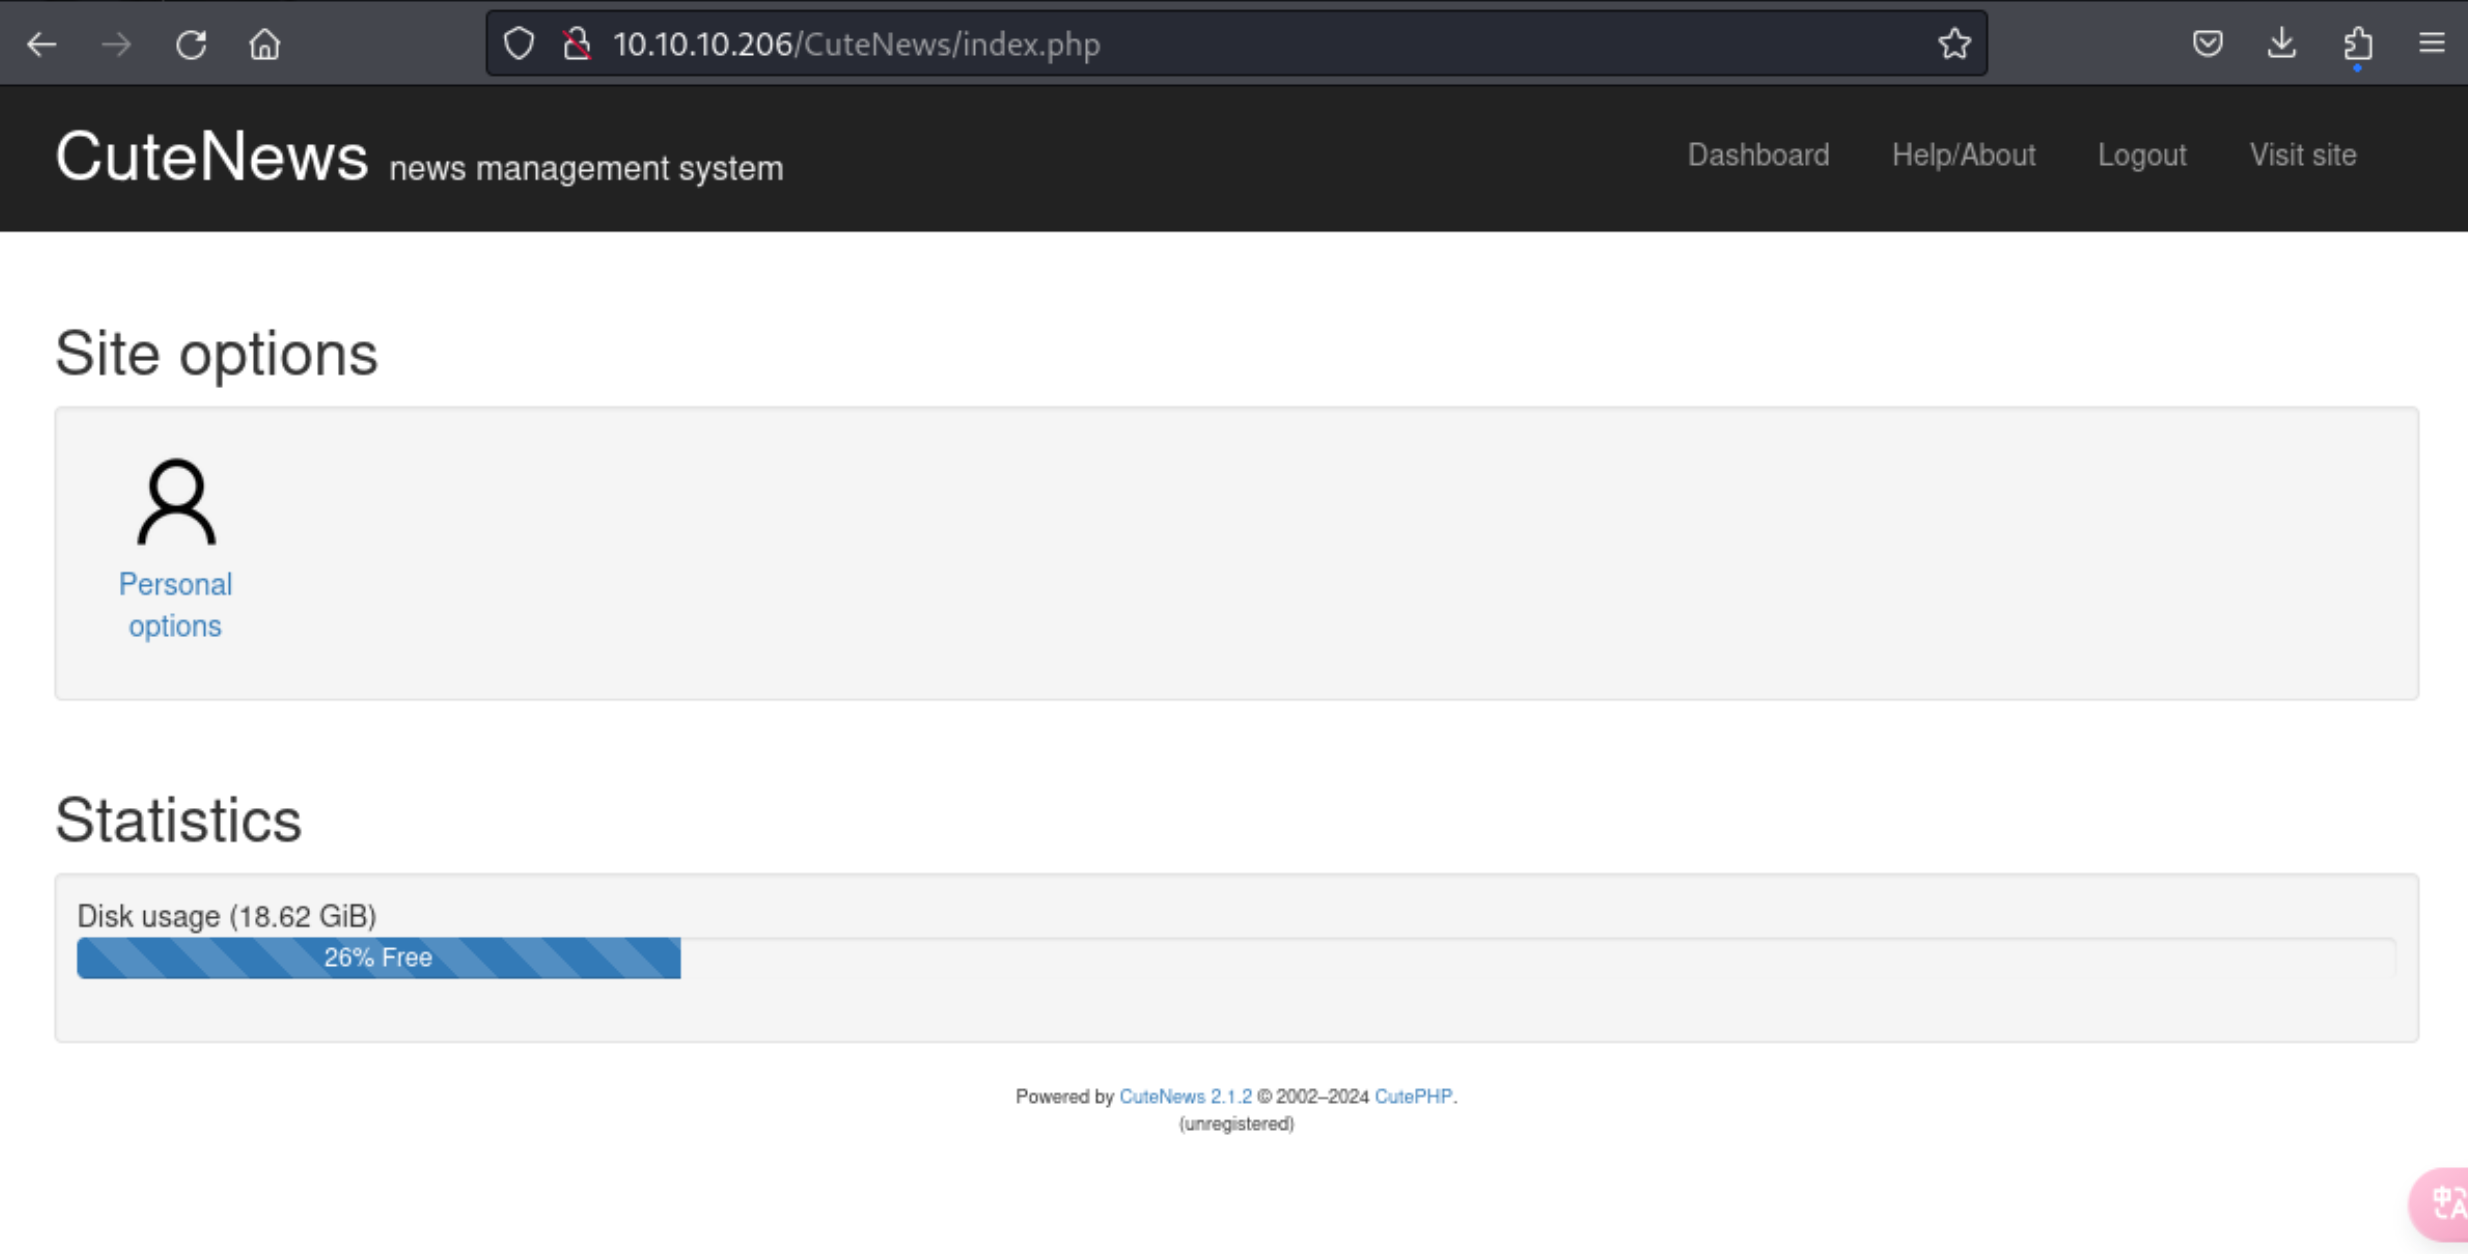 10.10.10.206/CuteNews/index.php
CuteNews news management system
Dashboard Help/About Logout Visit site
Site options
Personal
options
Statistics
Disk usage (18.62 GiB)
26% Free
Powered by CuteNews 2.1.2 © 2002–2024 CutePHP.
(unregistered)
中A